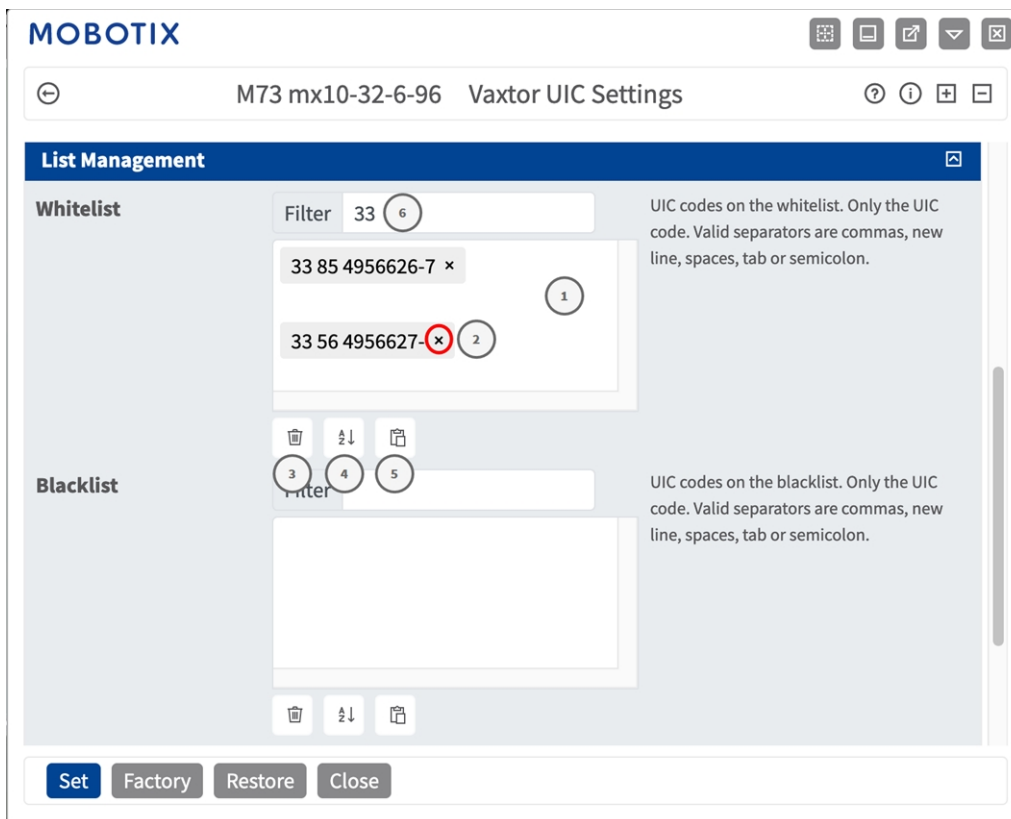 MOBOTIX
M73 mx10-32-6-96 Vaxtor UIC Settings
List Management
Whitelist
Filter 33 6
UIC codes on the whitelist. Only the UIC
code. Valid separators are commas, new
line, spaces, tab or semicolon.
33 85 4956626-7 ×
1
33 56 4956627- × 2
3 4 5
Blacklist
Filter
UIC codes on the blacklist. Only the UIC
code. Valid separators are commas, new
line, spaces, tab or semicolon.
Set Factory Restore Close